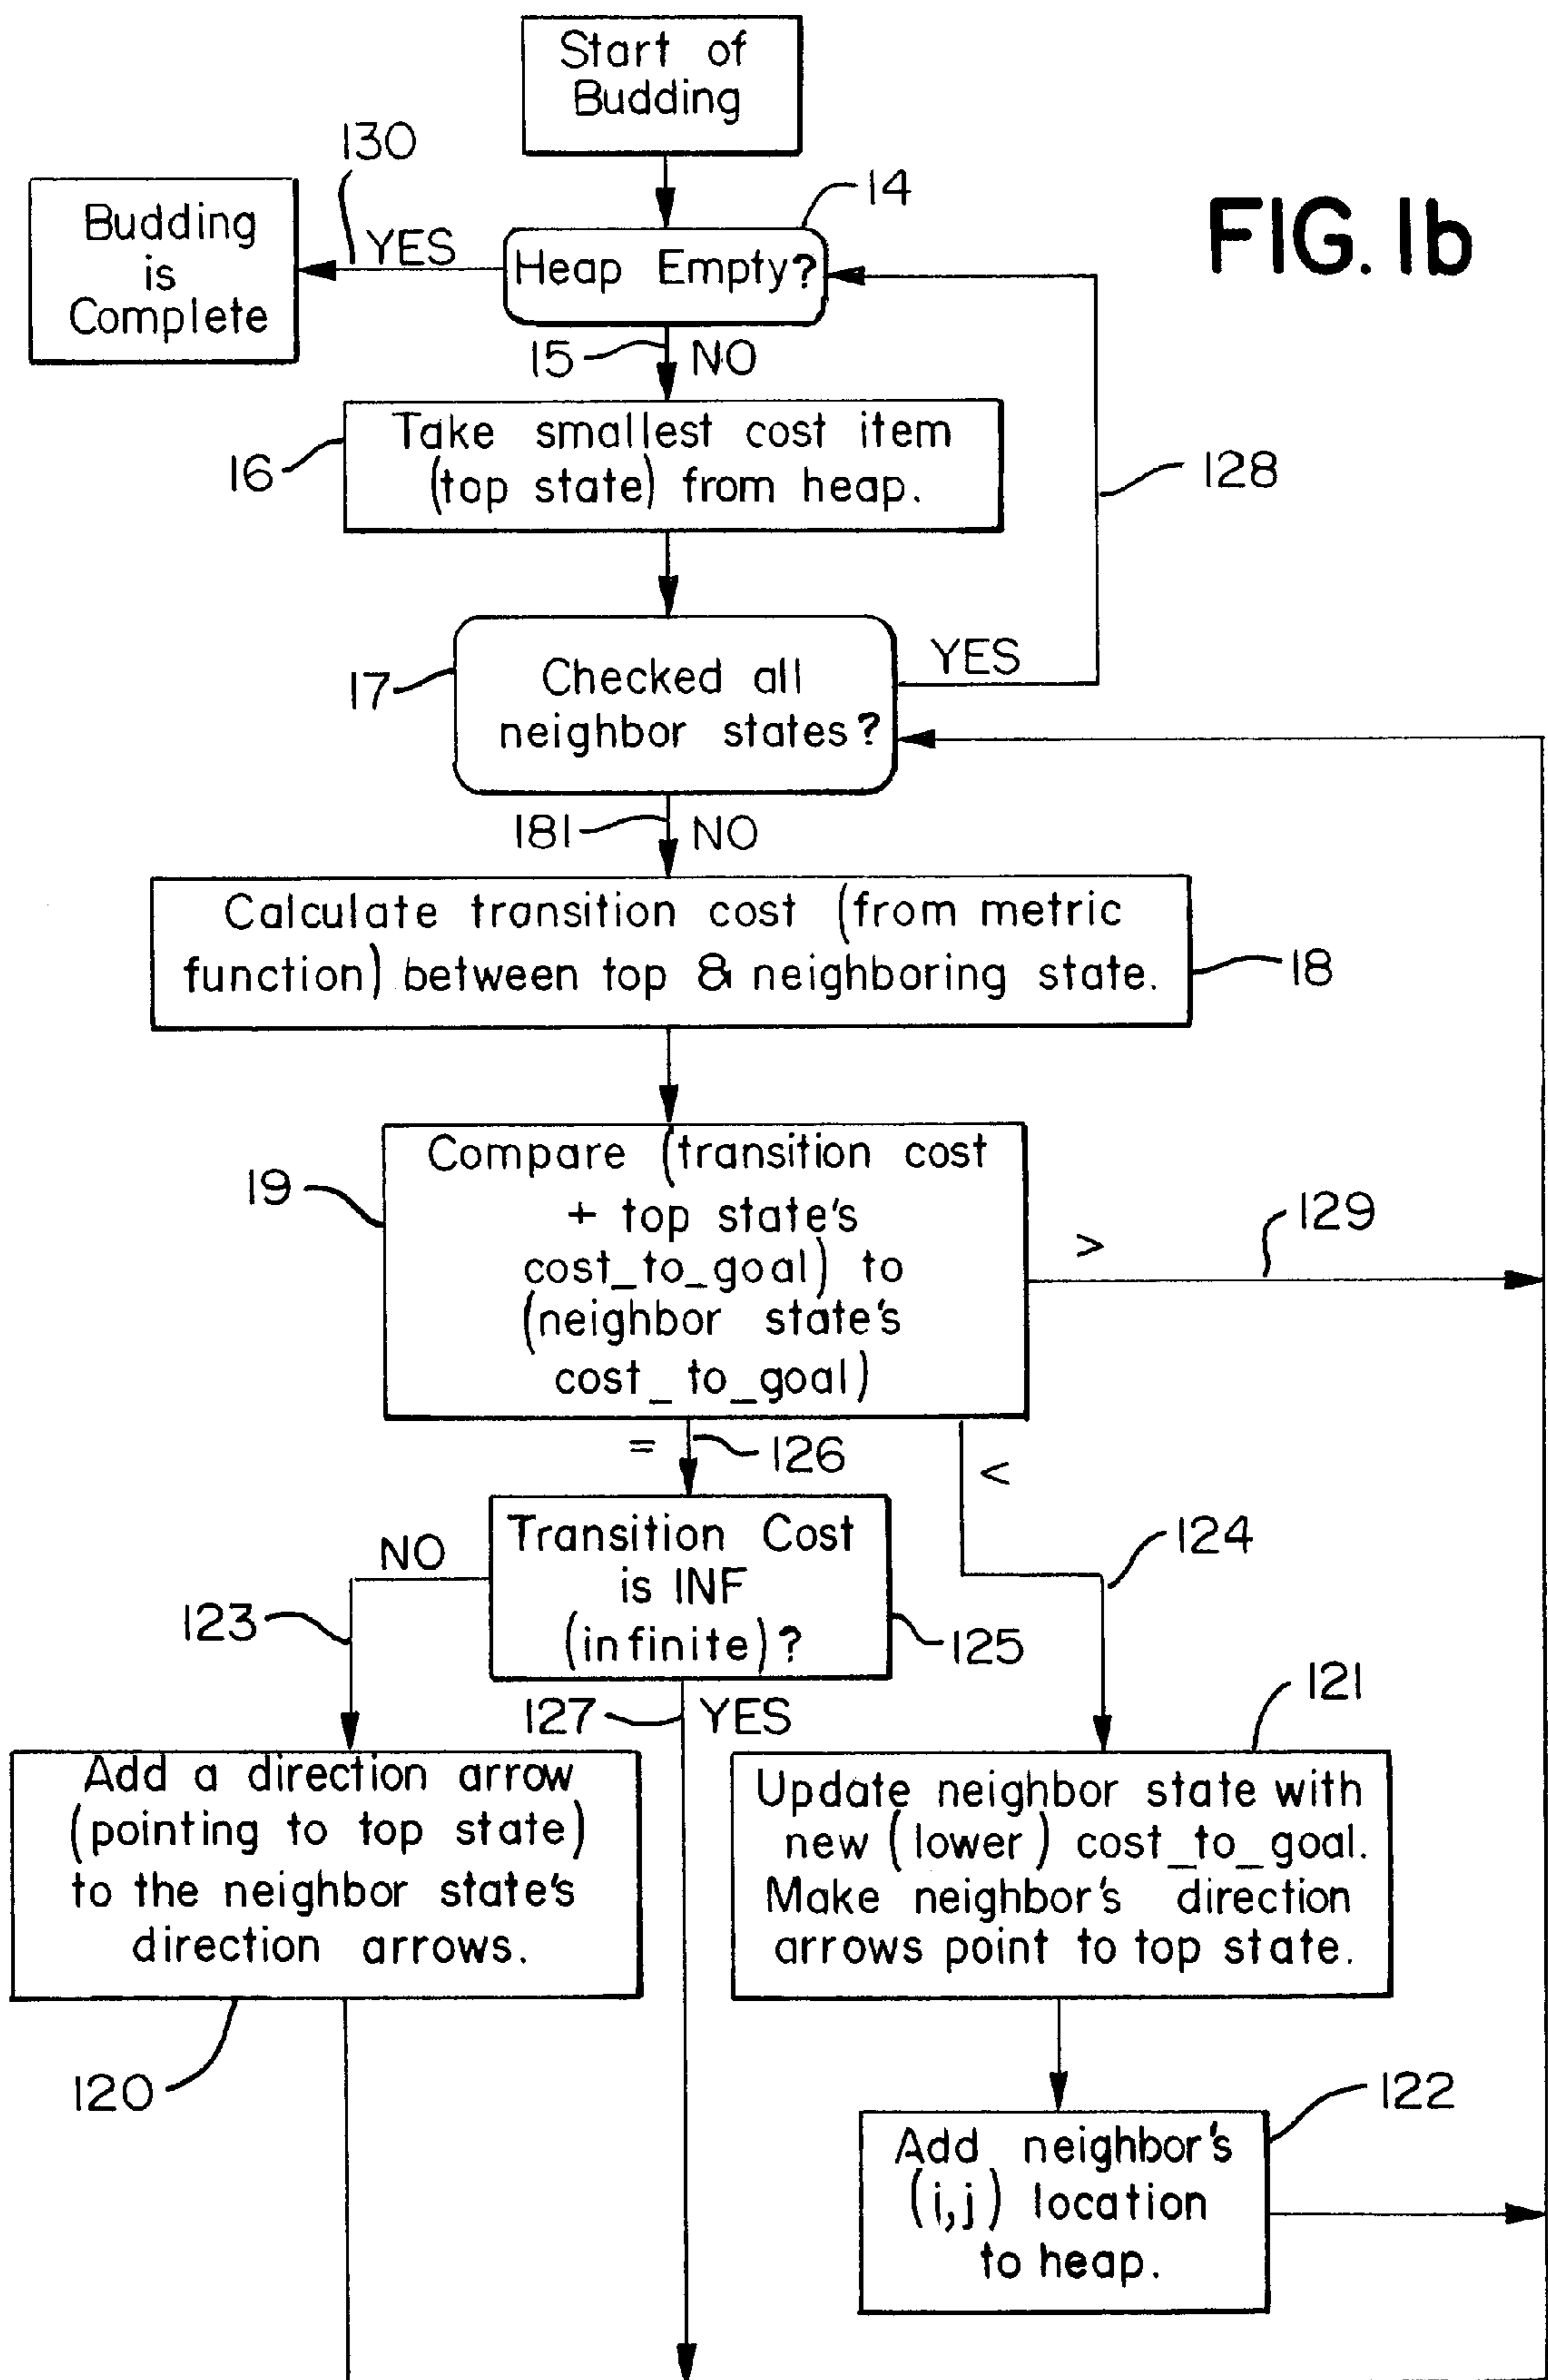 Start of
Budding
130
14
FIG. 1b
Budding
is
Complete
YES
Heap Empty?
15
NO
16
Take smallest cost item
(top state) from heap.
128
17
Checked all
neighbor states?
YES
181
NO
Calculate transition cost (from metric
function) between top & neighboring state.
18
19
Compare (transition cost
+ top state's
cost_to_goal) to
(neighbor state's
cost_to_goal)
>
129
=
126
<
NO
Transition Cost
is INF
(infinite)?
124
123
125
127
YES
121
Add a direction arrow
(pointing to top state)
to the neighbor state's
direction arrows.
Update neighbor state with
new (lower) cost_to_goal.
Make neighbor's direction
arrows point to top state.
120
122
Add neighbor's
(i,j) location
to heap.